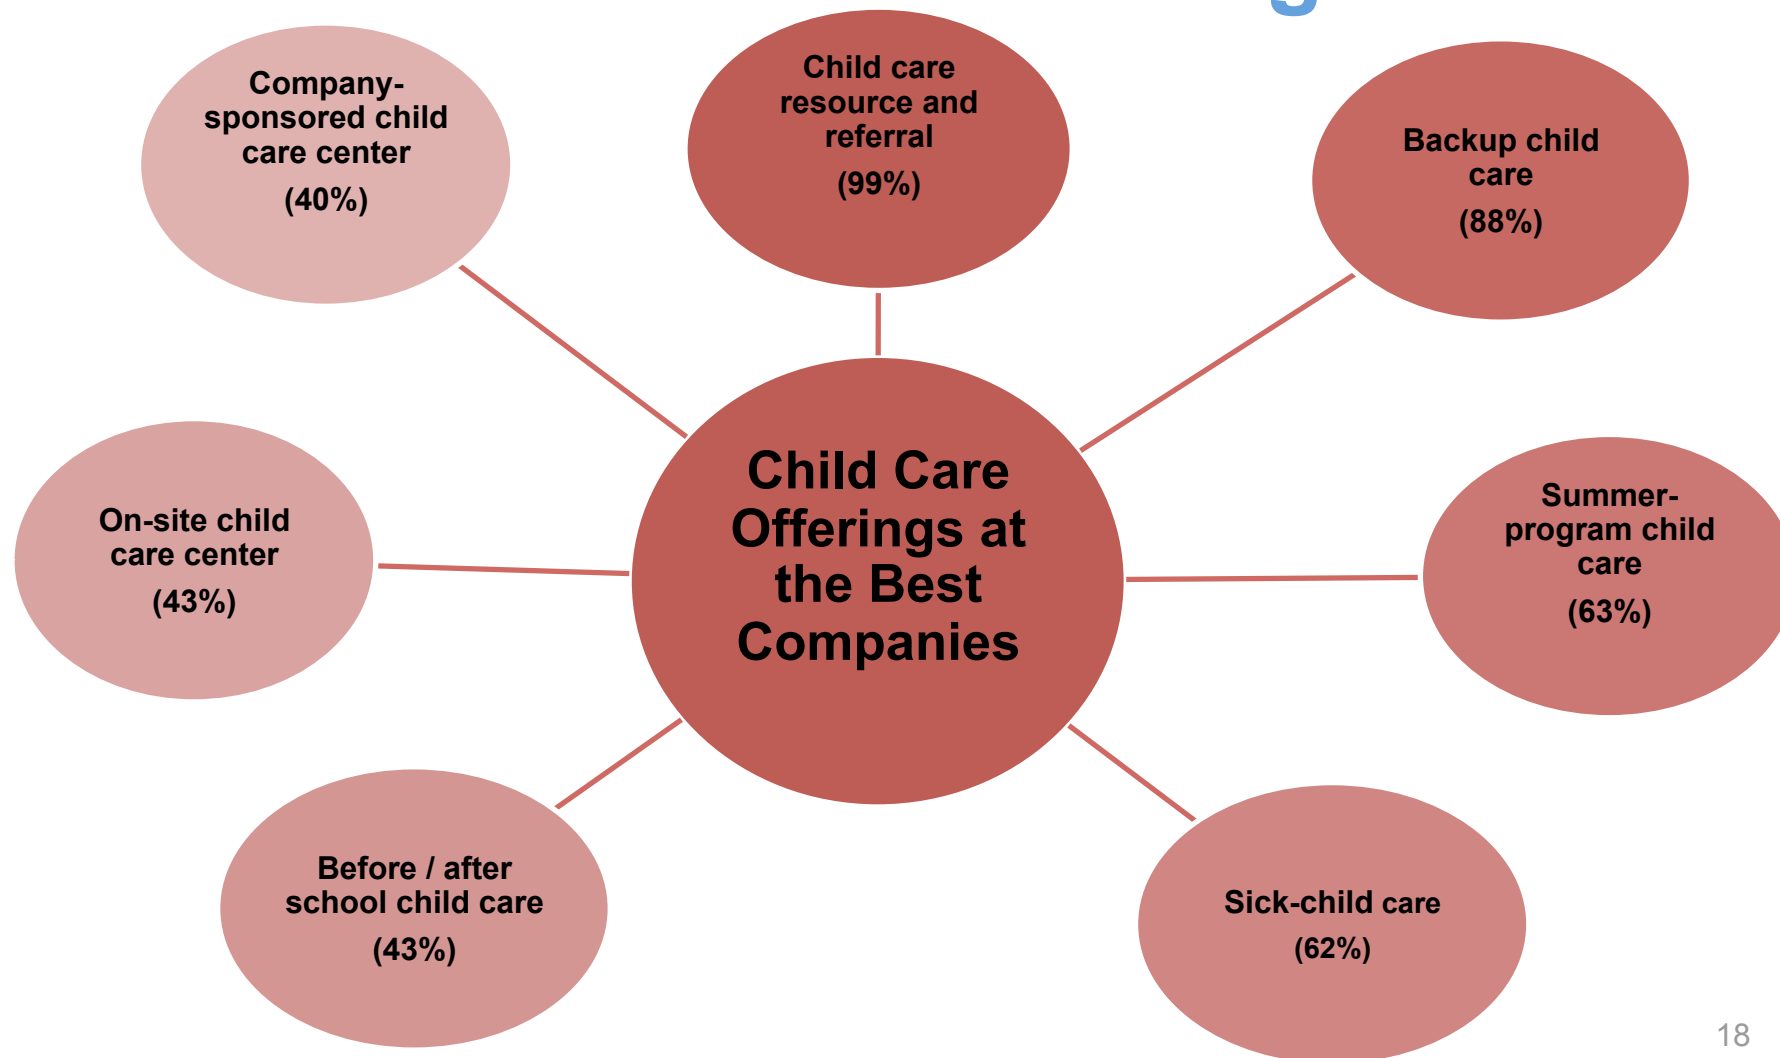 Child care
resource and
referral
(99%)
Backup child
care
(88%)
Summer-
program child
care
(63%)
Sick-child care
(62%)
Before / after
school child care
(43%)
On-site child
care center
(43%)
Company-
sponsored child
care center
(40%)
Child Care
Offerings at
the Best
Companies
18